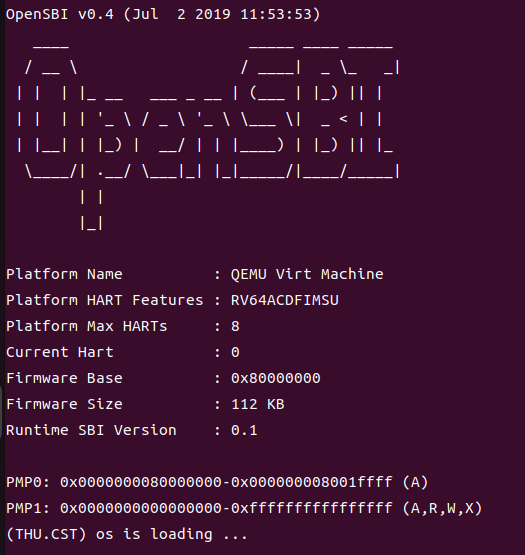 OpenSBI v0.4 (Jul  2 2019 11:53:53)
   ____                    _____ ____ _____
  / __ \                  / ____|  _ \_   _|
 | |  | |_ __   ___ _ __ | (___ | |_) || |
 | |  | | '_ \ / _ \ '_ \ \___ \|  _ < | |
 | |__| | |_) |  __/ | | |____) | |_) || |_
  \____/| .__/ \___|_| |_|_____/|____/_____|
        | |
        |_|

Platform Name          : QEMU Virt Machine
Platform HART Features : RV64ACDFIMSU
Platform Max HARTs     : 8
Current Hart           : 0
Firmware Base          : 0x80000000
Firmware Size          : 112 KB
Runtime SBI Version    : 0.1

PMP0: 0x0000000080000000-0x000000008001ffff (A)
PMP1: 0x0000000000000000-0xffffffffffffffff (A,R,W,X)
(THU.CST) os is loading ...